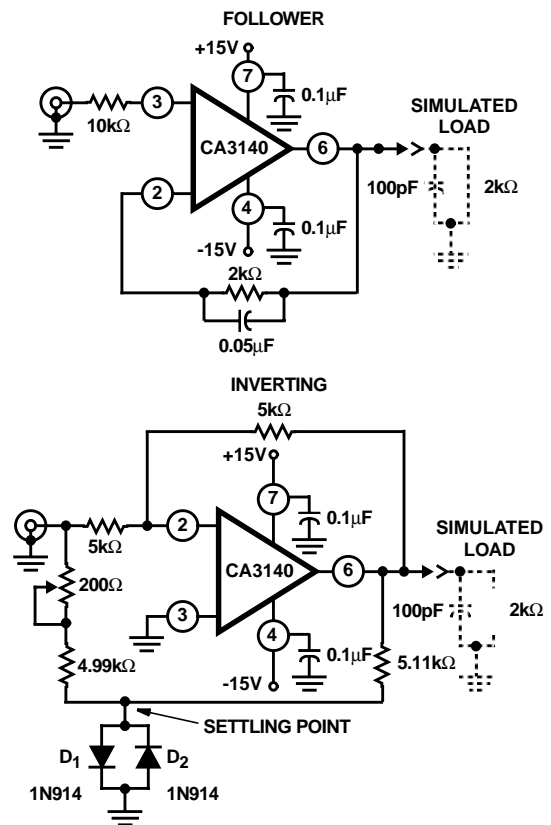 FOLLOWER
+15V
7
0.1μF
3
10kΩ
CA3140
6
SIMULATED
LOAD
100pF
2kΩ
2
4
0.1μF
-15V
2kΩ
0.05μF
INVERTING
5kΩ
+15V
7
0.1μF
5kΩ
2
CA3140
6
SIMULATED
LOAD
100pF
2kΩ
200Ω
3
4
0.1μF
5.11kΩ
4.99kΩ
-15V
SETTLING POINT
D1
D2
1N914
1N914